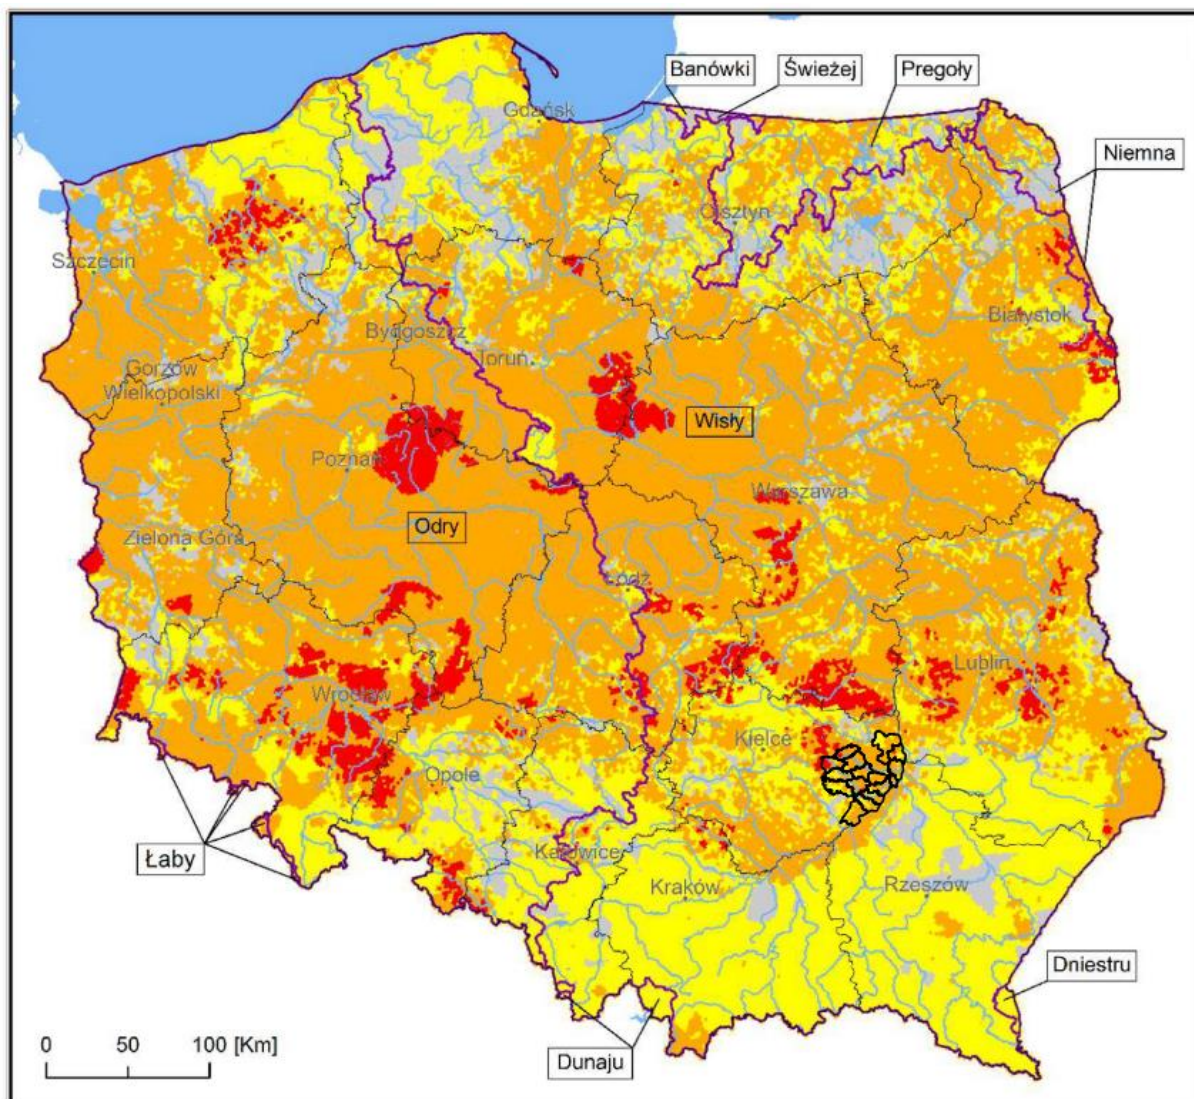 Banówki
Świeżej
Pregoły
Gdańsk
Niemna
Olsztyn
Szczecin
Białystok
Bydgoszcz
Toruń
Gorzów
Wielkopolski
Wisły
Poznań
Warszawa
Odry
Zielona Góra
Łódź
Lublin
Wrocław
Kielce
Opole
Łaby
Katowice
Kraków
Rzeszów
Dniestru
0 50 100 [Km]
Dunaju